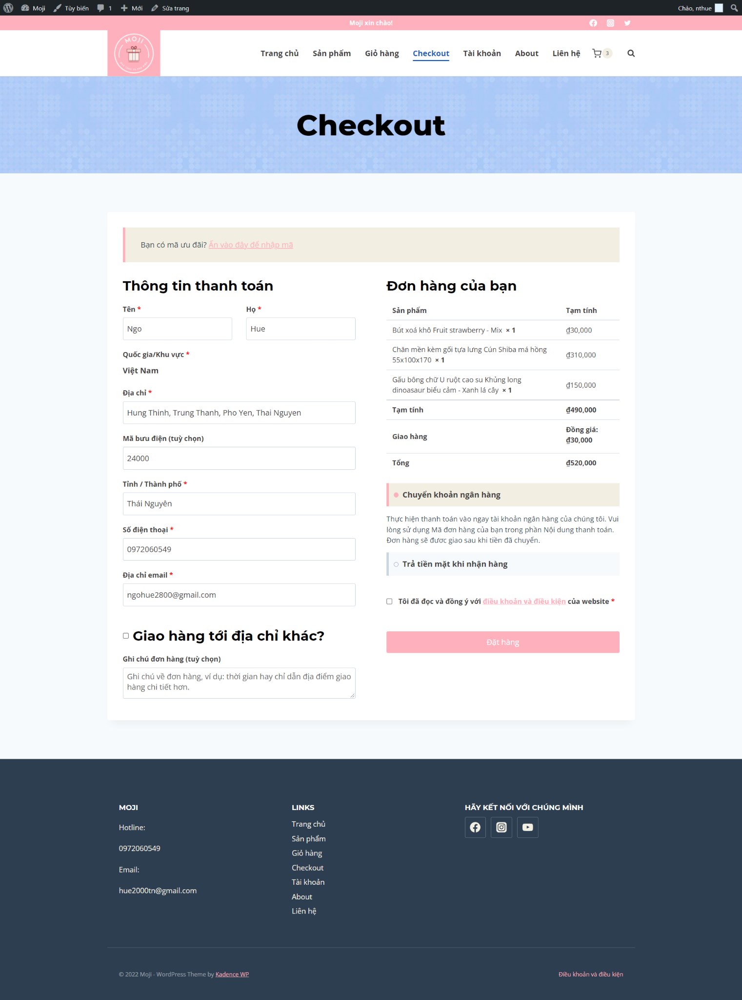 Moji
Tùy biến
1
Mới
Sửa trang
Chào, nthue
Moji xin chào!
MOJI
Trang chủ
Sản phẩm
Giỏ hàng
Checkout
Tài khoản
About
Liên hệ
3
Checkout
Bạn có mã ưu đãi? Ấn vào đây để nhập mã
Thông tin thanh toán
Tên *
Họ *
Ngo
Hue
Quốc gia/Khu vực *
Việt Nam
Địa chỉ *
Hung Thinh, Trung Thanh, Pho Yen, Thai Nguyen
Mã bưu điện (tuỳ chọn)
24000
Tỉnh / Thành phố *
Thái Nguyên
Số điện thoại *
0972060549
Địa chỉ email *
ngohue2800@gmail.com
Giao hàng tới địa chỉ khác?
Ghi chú đơn hàng (tuỳ chọn)
Ghi chú về đơn hàng, ví dụ: thời gian hay chỉ dẫn địa điểm giao
hàng chi tiết hơn.
Đơn hàng của bạn
Sản phẩm
Tạm tính
Bút xoá khô Fruit strawberry - Mix × 1
₫30,000
Chăn mền kèm gối tựa lưng Cún Shiba má hồng
55x100x170 × 1
₫310,000
Gấu bông chữ U ruột cao su Khủng long
dinoasaur biểu cảm - Xanh lá cây × 1
₫150,000
Tạm tính
₫490,000
Giao hàng
Đồng giá:
₫30,000
Tổng
₫520,000
Chuyển khoản ngân hàng
Thực hiện thanh toán vào ngay tài khoản ngân hàng của chúng tôi. Vui
lòng sử dụng Mã đơn hàng của bạn trong phần Nội dung thanh toán.
Đơn hàng sẽ đươc giao sau khi tiền đã chuyển.
Trả tiền mặt khi nhận hàng
Tôi đã đọc và đồng ý với điều khoản và điều kiện của website *
Đặt hàng
MOJI
Hotline:
0972060549
Email:
hue2000tn@gmail.com
LINKS
Trang chủ
Sản phẩm
Giỏ hàng
Checkout
Tài khoản
About
Liên hệ
HÃY KẾT NỐI VỚI CHÚNG MÌNH
© 2022 Moji - WordPress Theme by Kadence WP
Điều khoản và điều kiện